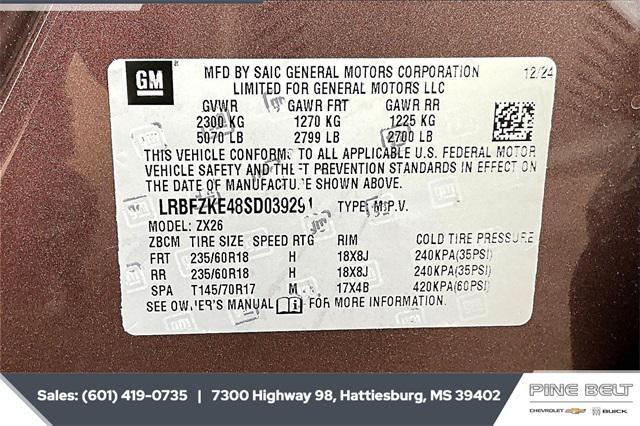 GM
MFD BY SAIC GENERAL MOTORS CORPORATION 12/24
LIMITED FOR GENERAL MOTORS LLC
GVWR GAWR FRT GAWR RR
2300 KG 1270 KG 1225 KG
5070 LB 2799 LB 2700 LB
THIS VEHICLE CONFORMS TO ALL APPLICABLE U.S. FEDERAL MOTOR
VEHICLE SAFETY AND THEFT PREVENTION STANDARDS IN EFFECT ON
THE DATE OF MANUFACTURE SHOWN ABOVE.
LRBFZKE48SD039291 TYPE: M.P.V.
MODEL: ZX26
ZBCM TIRE SIZE SPEED RTG RIM COLD TIRE PRESSURE
FRT 235/60R18 H 18X8J 240KPA(35PSI)
RR 235/60R18 H 18X8J 240KPA(35PSI)
SPA T145/70R17 M 17X4B 420KPA(60PSI)
SEE OWNER'S MANUAL i FOR MORE INFORMATION.
Sales: (601) 419-0735 | 7300 Highway 98, Hattiesburg, MS 39402
PINE BELT
CHEVROLET BUICK